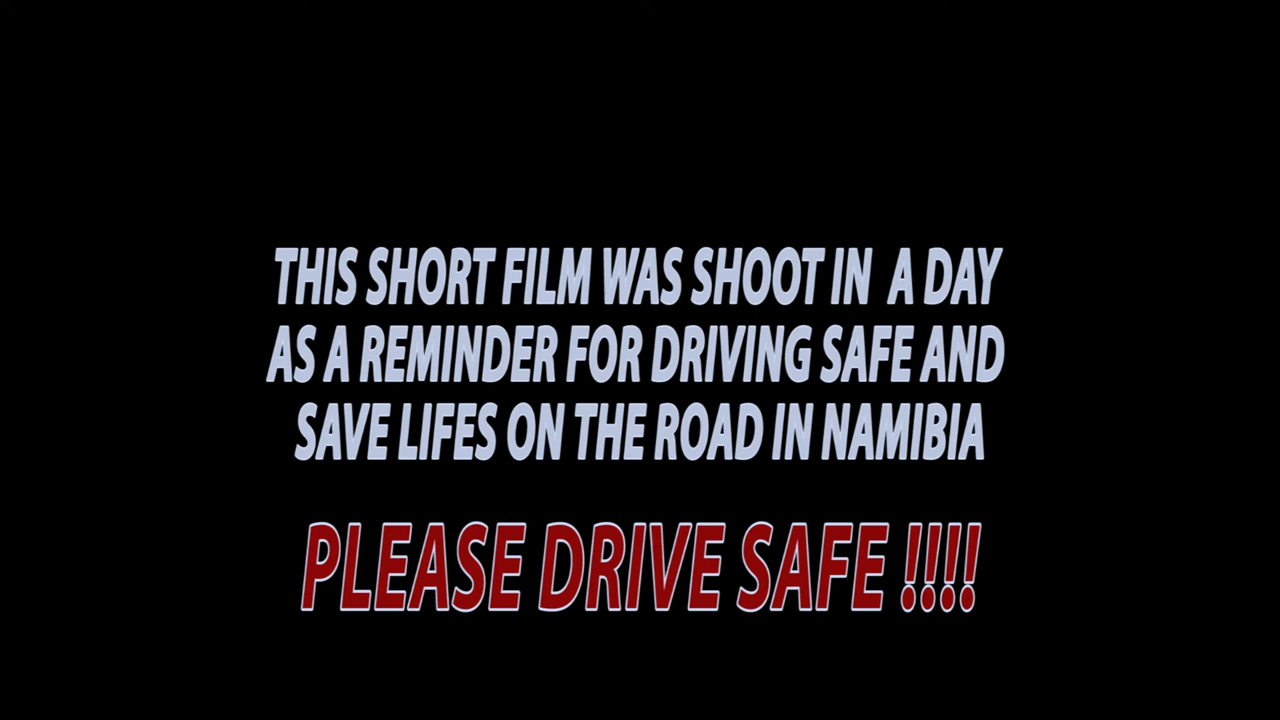 THIS SHORT FILM WAS SHOOT IN A DAY
AS A REMINDER FOR DRIVING SAFE AND
SAVE LIFES ON THE ROAD IN NAMIBIA
PLEASE DRIVE SAFE !!!!